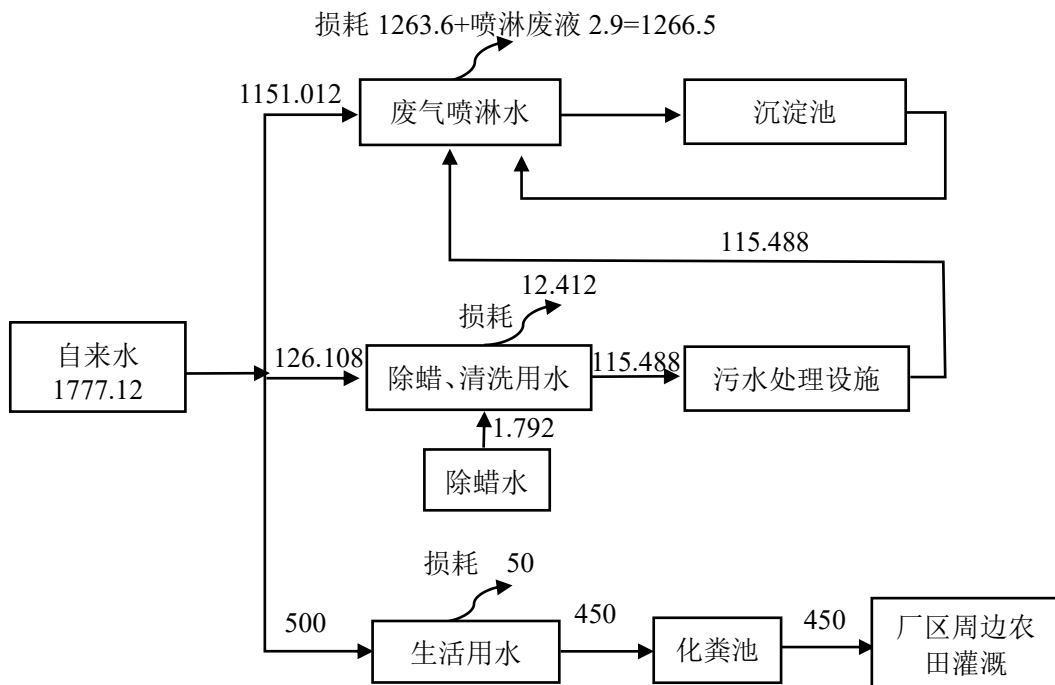 损耗 1263.6+喷淋废液 2.9=1266.5
1151.012
废气喷淋水
沉淀池
115.488
12.412
损耗
自来水
1777.12
126.108
除蜡、清洗用水
115.488
污水处理设施
1.792
除蜡水
损耗 50
500
生活用水
450
化粪池
450
厂区周边农
田灌溉